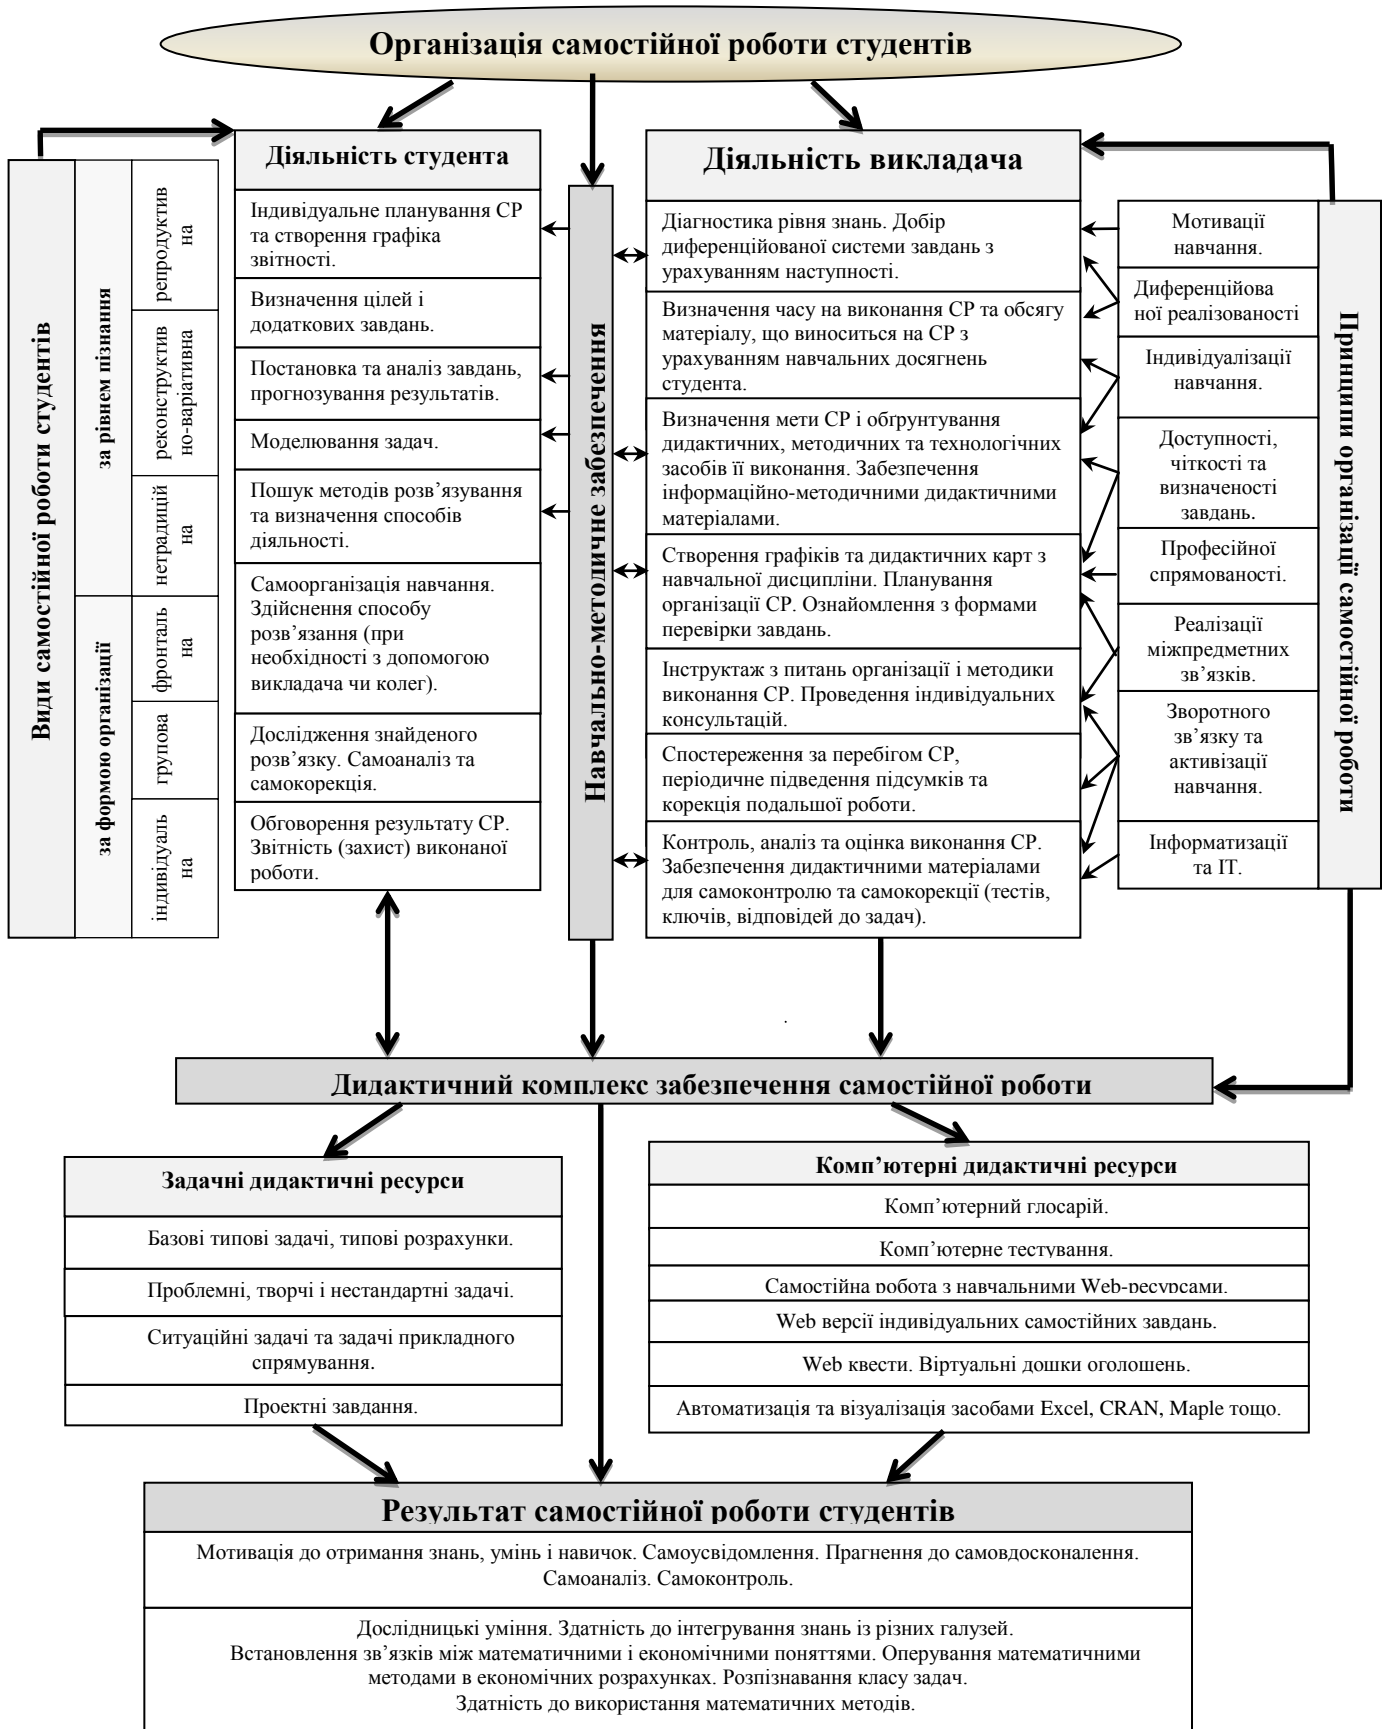 Організація самостійної роботи студентів
Види самостійної роботи студентів
за рівнем пізнання
за формою організації
репродуктив
на
реконструктив
но-варіативна
нетрадицій
на
фронталь
на
групова
індивідуаль
на
Діяльність студента
Індивідуальне планування СР
та створення графіка
звітності.
Визначення цілей і
додаткових завдань.
Постановка та аналіз завдань,
прогнозування результатів.
Моделювання задач.
Пошук методів розв’язування
та визначення способів
діяльності.
Самоорганізація навчання.
Здійснення способу
розв’язання (при
необхідності з допомогою
викладача чи колег).
Дослідження знайденого
розв’язку. Самоаналіз та
самокорекція.
Обговорення результату СР.
Звітність (захист) виконаної
роботи.
Навчально-методичне забезпечення
Діяльність викладача
Діагностика рівня знань. Добір
диференційованої системи завдань з
урахуванням наступності.
Визначення часу на виконання СР та обсягу
матеріалу, що виноситься на СР з
урахуванням навчальних досягнень
студента.
Визначення мети СР і обґрунтування
дидактичних, методичних та технологічних
засобів її виконання. Забезпечення
інформаційно-методичними дидактичними
матеріалами.
Створення графіків та дидактичних карт з
навчальної дисципліни. Планування
організації СР. Ознайомлення з формами
перевірки завдань.
Інструктаж з питань організації і методики
виконання СР. Проведення індивідуальних
консультацій.
Спостереження за перебігом СР,
періодичне підведення підсумків та
корекція подальшої роботи.
Контроль, аналіз та оцінка виконання СР.
Забезпечення дидактичними матеріалами
для самоконтролю та самокорекції (тестів,
ключів, відповідей до задач).
Мотивації
навчання.
Диференційова
ної реалізованості
Індивідуалізації
навчання.
Доступності,
чіткості та
визначеності
завдань.
Професійної
спрямованості.
Реалізації
міжпредметних
зв’язків.
Зворотного
зв’язку та
активізації
навчання.
Інформатизації
та ІТ.
Принципи організації самостійної роботи
.
Дидактичний комплекс забезпечення самостійної роботи
Задачні дидактичні ресурси
Базові типові задачі, типові розрахунки.
Проблемні, творчі і нестандартні задачі.
Ситуаційні задачі та задачі прикладного
спрямування.
Проектні завдання.
Комп’ютерні дидактичні ресурси
Комп’ютерний глосарій.
Комп’ютерне тестування.
Самостійна робота з навчальними Web-ресурсами.
Web версії індивідуальних самостійних завдань.
Web квести. Віртуальні дошки оголошень.
Автоматизація та візуалізація засобами Excel, CRAN, Maple тощо.
Результат самостійної роботи студентів
Мотивація до отримання знань, умінь і навичок. Самоусвідомлення. Прагнення до самовдосконалення.
Самоаналіз. Самоконтроль.
Дослідницькі уміння. Здатність до інтегрування знань із різних галузей.
Встановлення зв’язків між математичними і економічними поняттями. Оперування математичними
методами в економічних розрахунках. Розпізнавання класу задач.
Здатність до використання математичних методів.